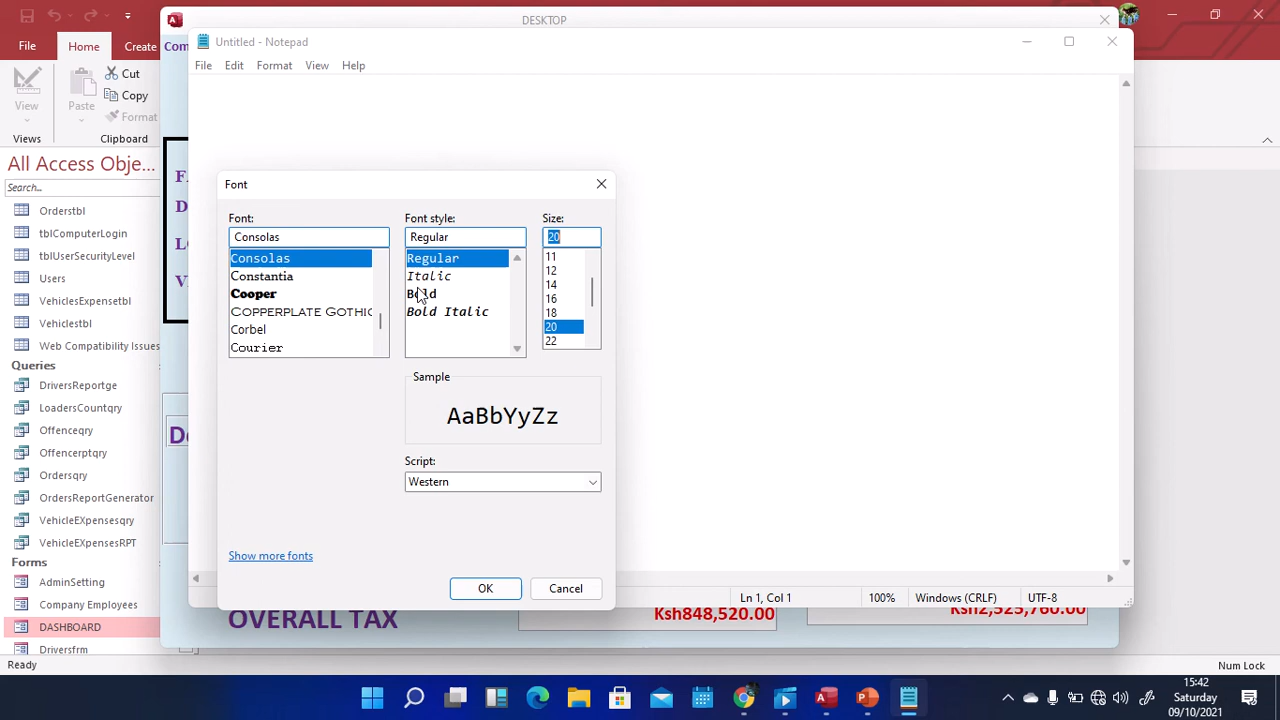 DESKTOP
File
Home
Create
Com
View
Views
Cut
Copy
Format
Paste
Clipboard
All Access Obje...
Search...
Orderstbl
tblComputerLogin
tblUserSecurityLevel
Users
VehiclesExpensetbl
Vehiclestbl
Web Compatibility Issues
Queries
DriversReportge
LoadersCountqry
Offenceqry
Offencerptqry
Ordersqry
OrdersReportGenerator
VehicleEXpensesqry
VehicleEXpensesRPT
Forms
AdminSetting
Company Employees
DASHBOARD
Driversfrm
Ready
Num Lock
Untitled - Notepad
File Edit Format View Help
Font
Font:
Consolas
Consolas
Constantia
Cooper
COPPERPLATE GOTHIC
Corbel
Courier
Font style:
Regular
Regular
Italic
Bold
Bold Italic
Size:
20
11
12
14
16
18
20
22
Sample
AaBbYyZz
Script:
Western
Show more fonts
OK
Cancel
Ln 1, Col 1
100%
Windows (CRLF)
UTF-8
OVERALL TAX
Ksh848,520.00
Ksh2,525,760.00
15:42
Saturday
09/10/2021